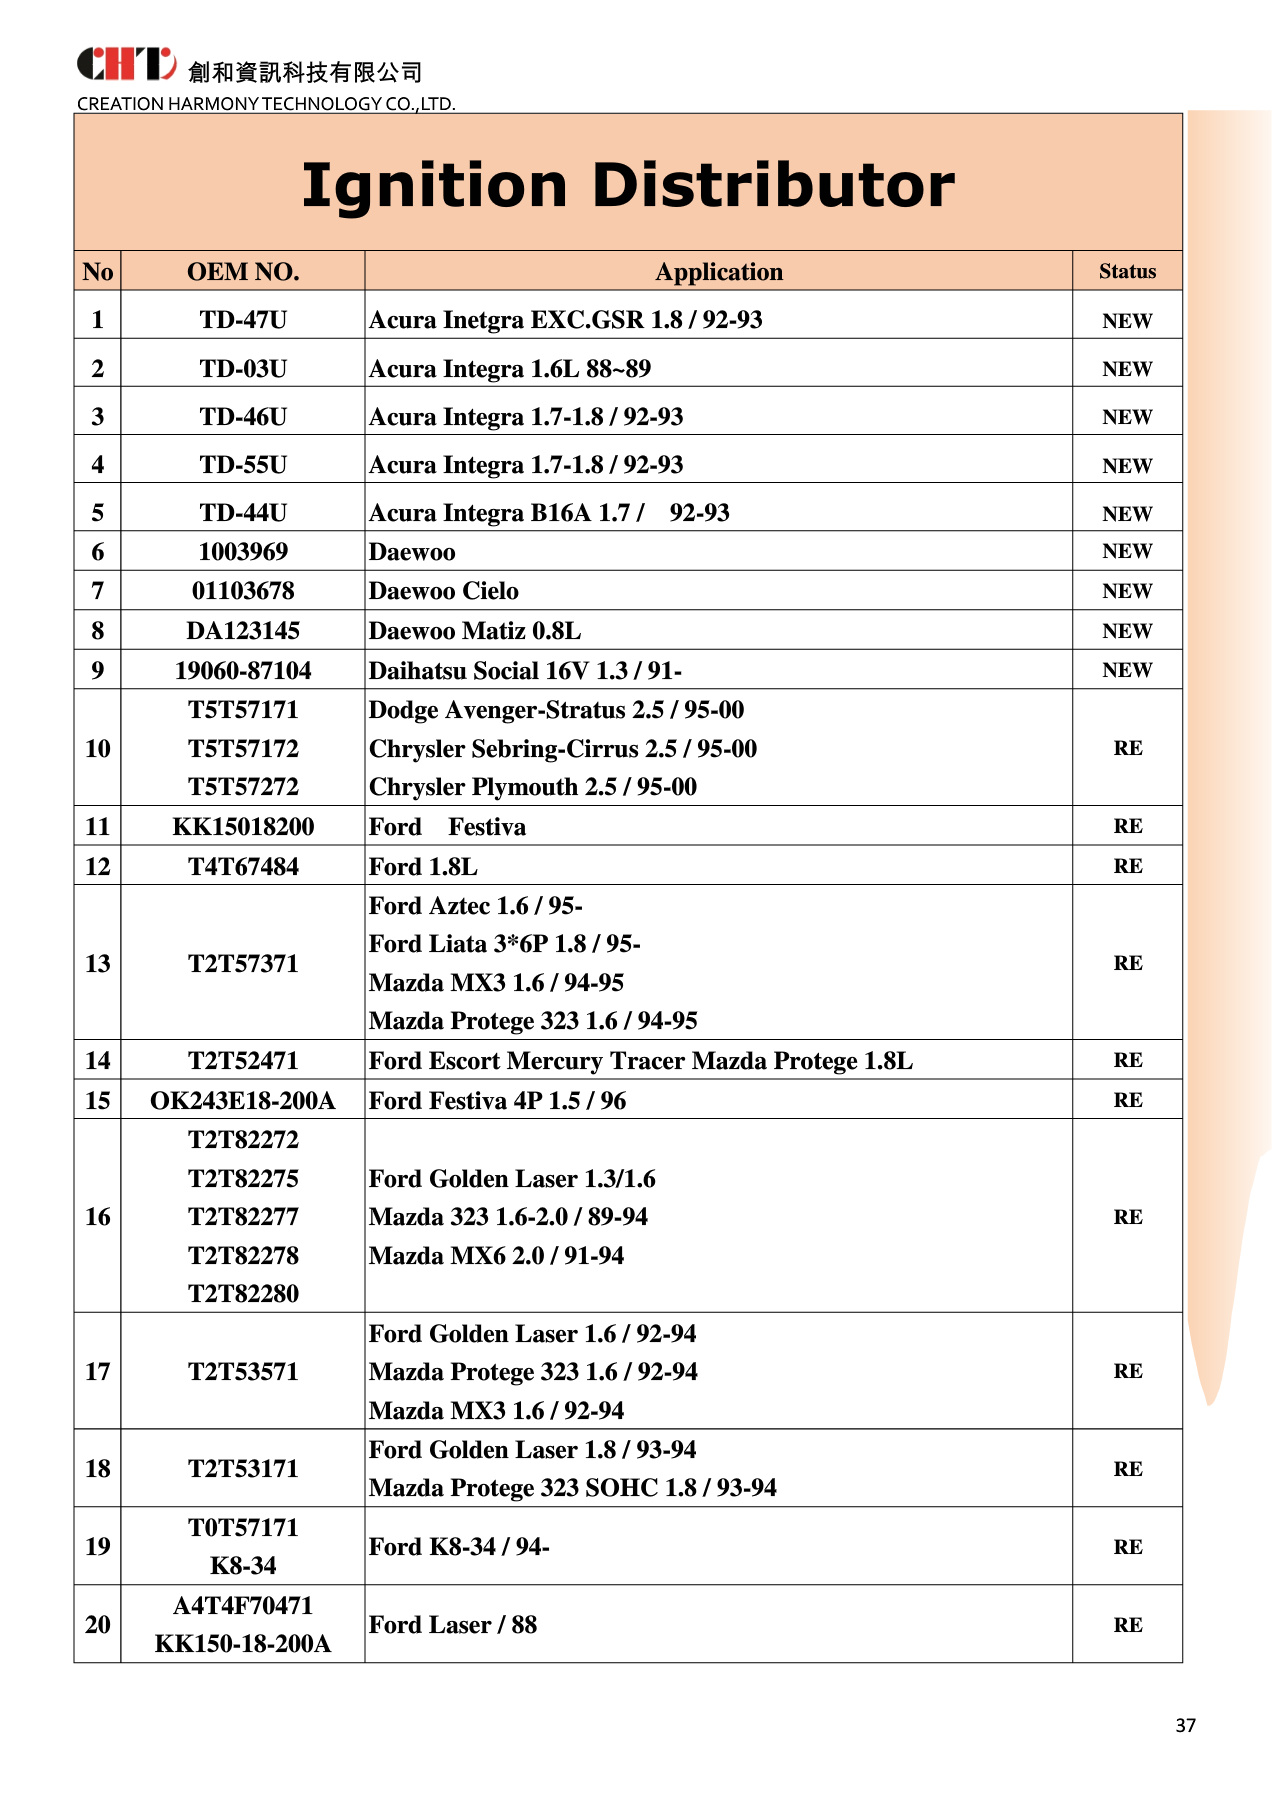 CHT 創和資訊科技有限公司
CREATION HARMONY TECHNOLOGY CO.,LTD.
Ignition Distributor
No OEM NO. Application Status
1 TD-47U Acura Inetgra EXC.GSR 1.8 / 92-93 NEW
2 TD-03U Acura Integra 1.6L 88~89 NEW
3 TD-46U Acura Integra 1.7-1.8 / 92-93 NEW
4 TD-55U Acura Integra 1.7-1.8 / 92-93 NEW
5 TD-44U Acura Integra B16A 1.7 / 92-93 NEW
6 1003969 Daewoo NEW
7 01103678 Daewoo Cielo NEW
8 DA123145 Daewoo Matiz 0.8L NEW
9 19060-87104 Daihatsu Social 16V 1.3 / 91- NEW
T5T57171 Dodge Avenger-Stratus 2.5 / 95-00
10 T5T57172 Chrysler Sebring-Cirrus 2.5 / 95-00 RE
T5T57272 Chrysler Plymouth 2.5 / 95-00
11 KK15018200 Ford Festiva RE
12 T4T67484 Ford 1.8L RE
Ford Aztec 1.6 / 95-
Ford Liata 3*6P 1.8 / 95-
13 T2T57371 RE
Mazda MX3 1.6 / 94-95
Mazda Protege 323 1.6 / 94-95
14 T2T52471 Ford Escort Mercury Tracer Mazda Protege 1.8L RE
15 OK243E18-200A Ford Festiva 4P 1.5 / 96 RE
T2T82272
T2T82275 Ford Golden Laser 1.3/1.6
16 T2T82277 Mazda 323 1.6-2.0 / 89-94 RE
T2T82278 Mazda MX6 2.0 / 91-94
T2T82280
Ford Golden Laser 1.6 / 92-94
17 T2T53571 Mazda Protege 323 1.6 / 92-94 RE
Mazda MX3 1.6 / 92-94
Ford Golden Laser 1.8 / 93-94
18 T2T53171 RE
Mazda Protege 323 SOHC 1.8 / 93-94
T0T57171
19 Ford K8-34 / 94- RE
K8-34
A4T4F70471
20 Ford Laser / 88 RE
KK150-18-200A
37